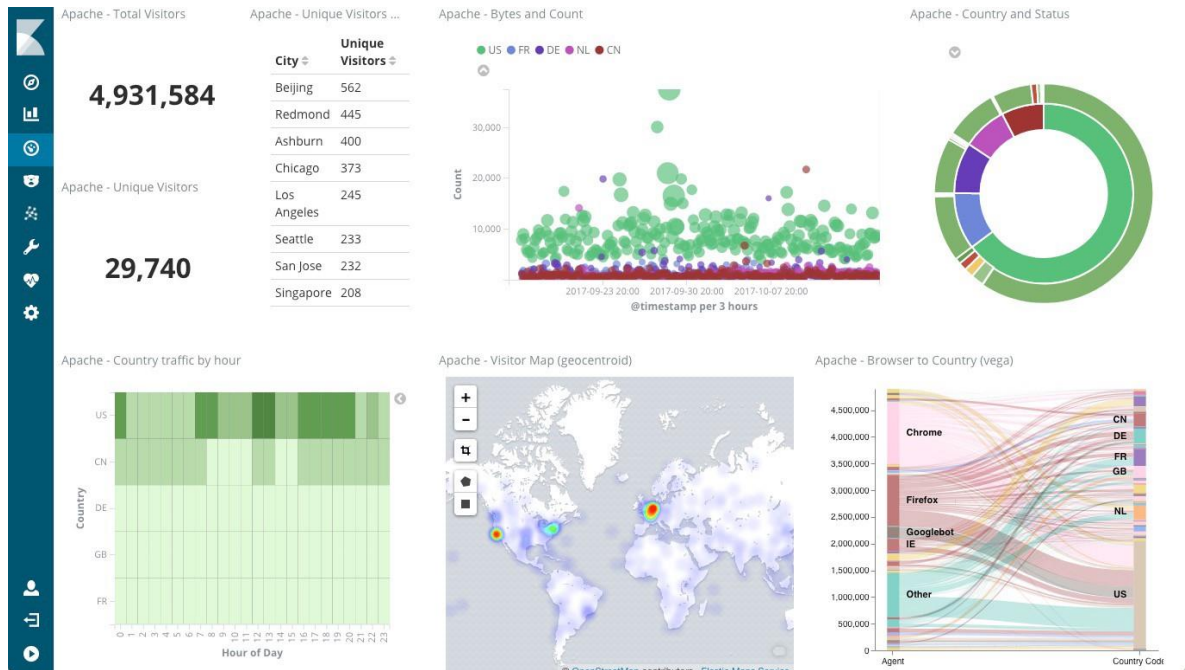 Apache - Total Visitors
4,931,584
Apache - Unique Visitors
29,740
Apache - Unique Visitors ...
City Unique Visitors
Beijing 562
Redmond 445
Ashburn 400
Chicago 373
Los Angeles 245
Seattle 233
San Jose 232
Singapore 208
Apache - Bytes and Count
US FR DE NL CN
Count
30,000
20,000
10,000
2017-09-23 20:00 2017-09-30 20:00 2017-10-07 20:00
@timestamp per 3 hours
Apache - Country and Status
Apache - Country traffic by hour
Country
US
CN
DE
GB
FR
0 1 2 3 4 5 6 7 8 9 10 11 12 13 14 15 16 17 18 19 20 21 22 23
Hour of Day
Apache - Visitor Map (geocentroid)
+
−
© OpenStreetMap contributors , Elastic Maps Service
Apache - Browser to Country (vega)
4,500,000
4,000,000
3,500,000
3,000,000
2,500,000
2,000,000
1,500,000
1,000,000
500,000
0
Chrome
Firefox
Googlebot
IE
Other
CN
DE
FR
GB
NL
US
Agent Country Code